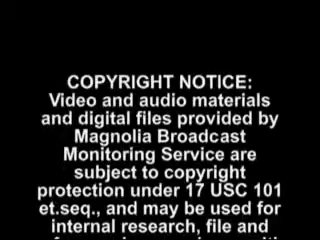 COPYRIGHT NOTICE:
Video and audio materials
and digital files provided by
Magnolia Broadcast
Monitoring Service are
subject to copyright
protection under 17 USC 101
et.seq., and may be used for
internal research, file and